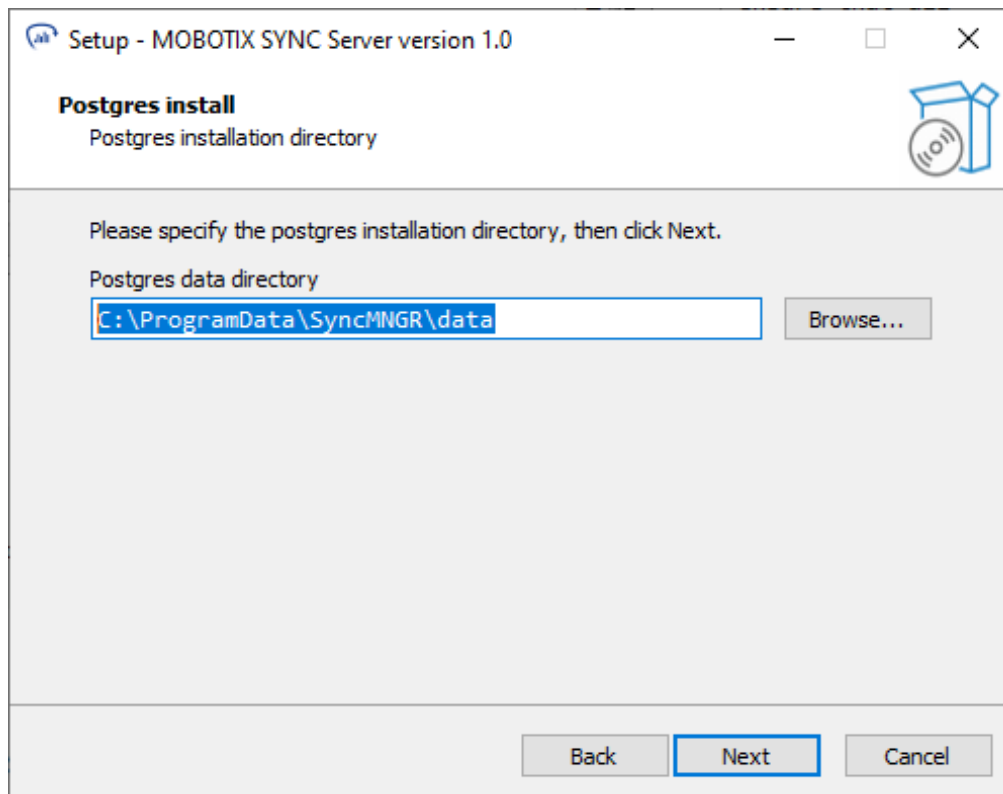 Setup - MOBOTIX SYNC Server version 1.0
Postgres install
Postgres installation directory
Please specify the postgres installation directory, then click Next.
Postgres data directory
C:\ProgramData\SyncMNGR\data
Browse...
Back
Next
Cancel